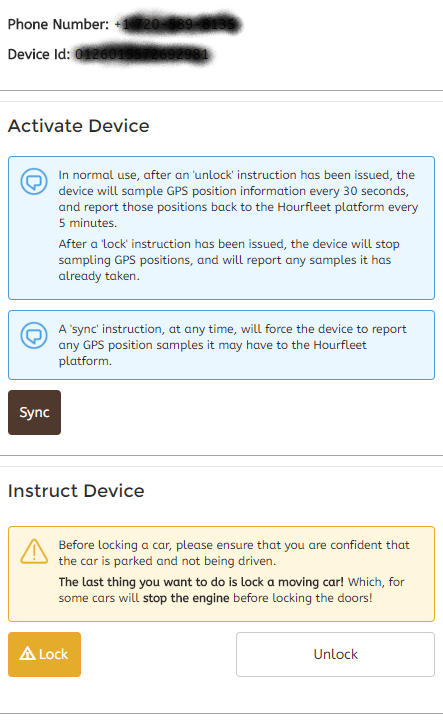 Phone Number:
Device Id:
Activate Device
In normal use, after an 'unlock' instruction has been issued, the
device will sample GPS position information every 30 seconds,
and report those positions back to the Hourfleet platform every
5 minutes.
After a 'lock' instruction has been issued, the device will stop
sampling GPS positions, and will report any samples it has
already taken.
A 'sync' instruction, at any time, will force the device to report
any GPS position samples it may have to the Hourfleet
platform.
Sync
Instruct Device
Before locking a car, please ensure that you are confident that
the car is parked and not being driven.
The last thing you want to do is lock a moving car! Which, for
some cars will stop the engine before locking the doors!
Lock
Unlock